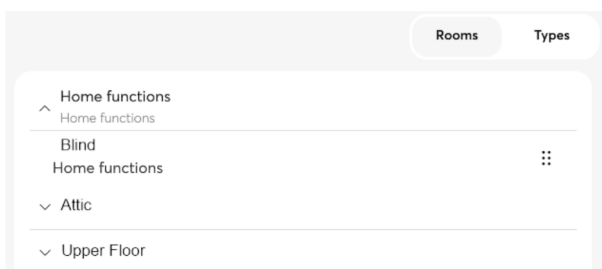 Rooms Types
Home functions
Home functions
Blind
Home functions
Attic
Upper Floor